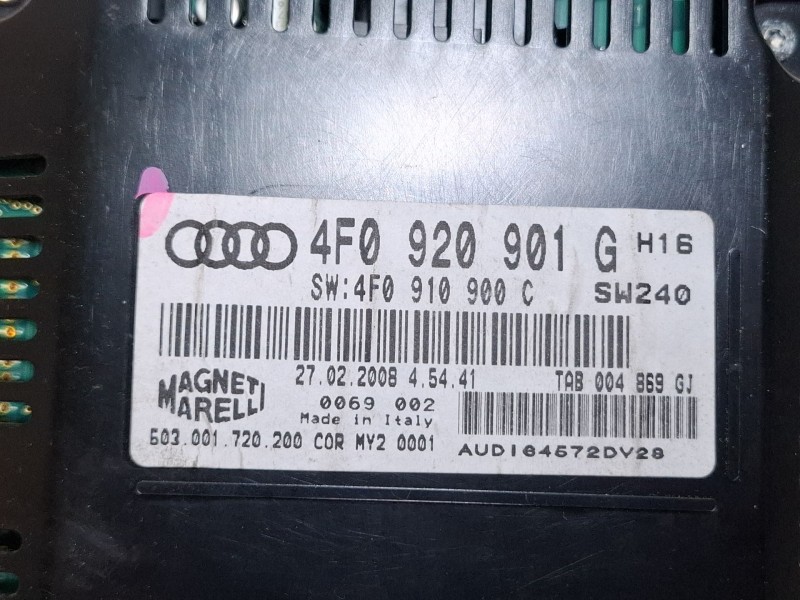 4F0 920 901 G H16
SW:4F0 910 900 C SW240
27.02.2008 4.54.41 TAB 004 869 GJ
MAGNETI
MARELLI
0069 002
Made in Italy
503.001.720.200 COR MY2 0001
AUDI64572DV28